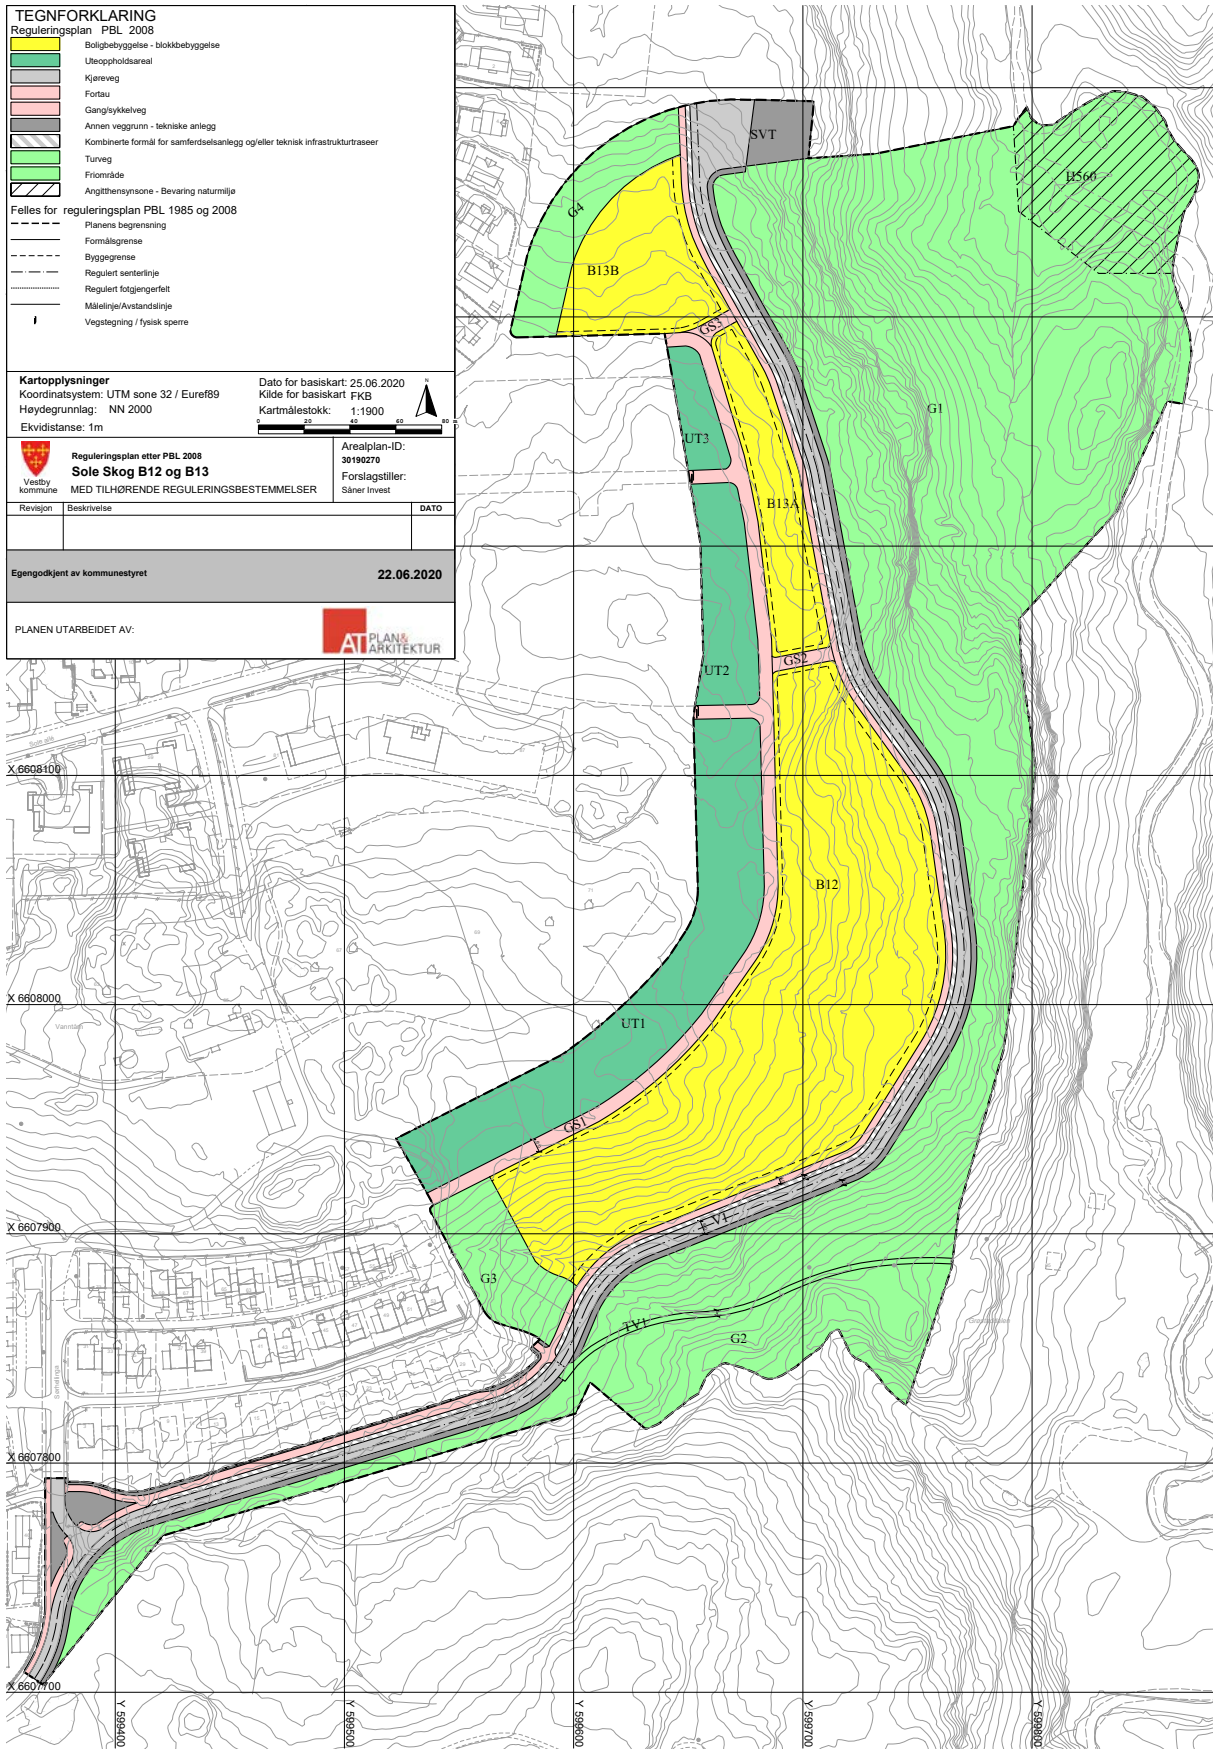 TEGNFORKLARING
Reguleringsplan PBL 2008
Boligbebyggelse - blokkbebyggelse
Uteoppholdsareal
Kjøreveg
Fortau
Gang/sykkelveg
Annen veggrunn - tekniske anlegg
Kombinerte formål for samferdselsanlegg og/eller teknisk infrastrukturtraseer
Turveg
Friområde
Angitthensynsone - Bevaring naturmiljø
Felles for reguleringsplan PBL 1985 og 2008
Planens begrensning
Formålsgrense
Byggegrense
Regulert senterlinje
Regulert fotgjengerfelt
Målelinje/Avstandslinje
Vegstegning / fysisk sperre
Kartopplysninger
Koordinatsystem: UTM sone 32 / Euref89
Høydegrunnlag: NN 2000
Ekvidistanse: 1m
Dato for basiskart: 25.06.2020
Kilde for basiskart FKB
Kartmålestokk: 1:1900
N
0 20 40 60 80 m
Vestby
kommune
Reguleringsplan etter PBL 2008
Sole Skog B12 og B13
MED TILHØRENDE REGULERINGSBESTEMMELSER
Arealplan-ID:
30190270
Forslagstiller:
Såner Invest
Revisjon Beskrivelse DATO
Egengodkjent av kommunestyret 22.06.2020
PLANEN UTARBEIDET AV:
AT PLAN&
ARKITEKTUR
SVT
H560
G4
B13B
GS3
G1
UT3
B13A
GS2
UT2
B12
UT1
GS1
V1
G3
TV1
G2
Sole allé
Vanntårn
X 6608100
X 6608000
X 6607900
X 6607800
X 6607700
Y 599400
Y 599500
Y 599600
Y 599700
Y 599800